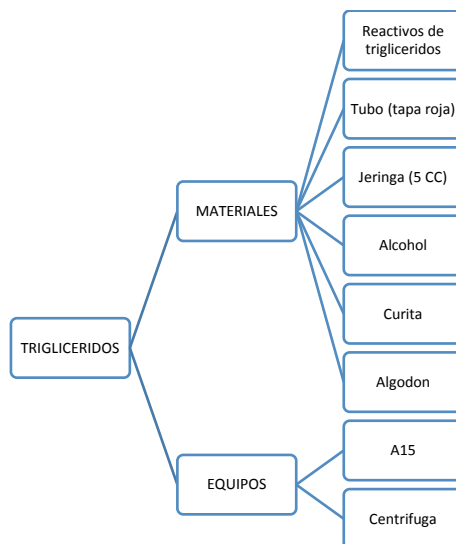 Reactivos de
trigliceridos
Tubo (tapa roja)
Jeringa (5 CC)
MATERIALES
Alcohol
Curita
TRIGLICERIDOS
Algodon
A15
EQUIPOS
Centrifuga